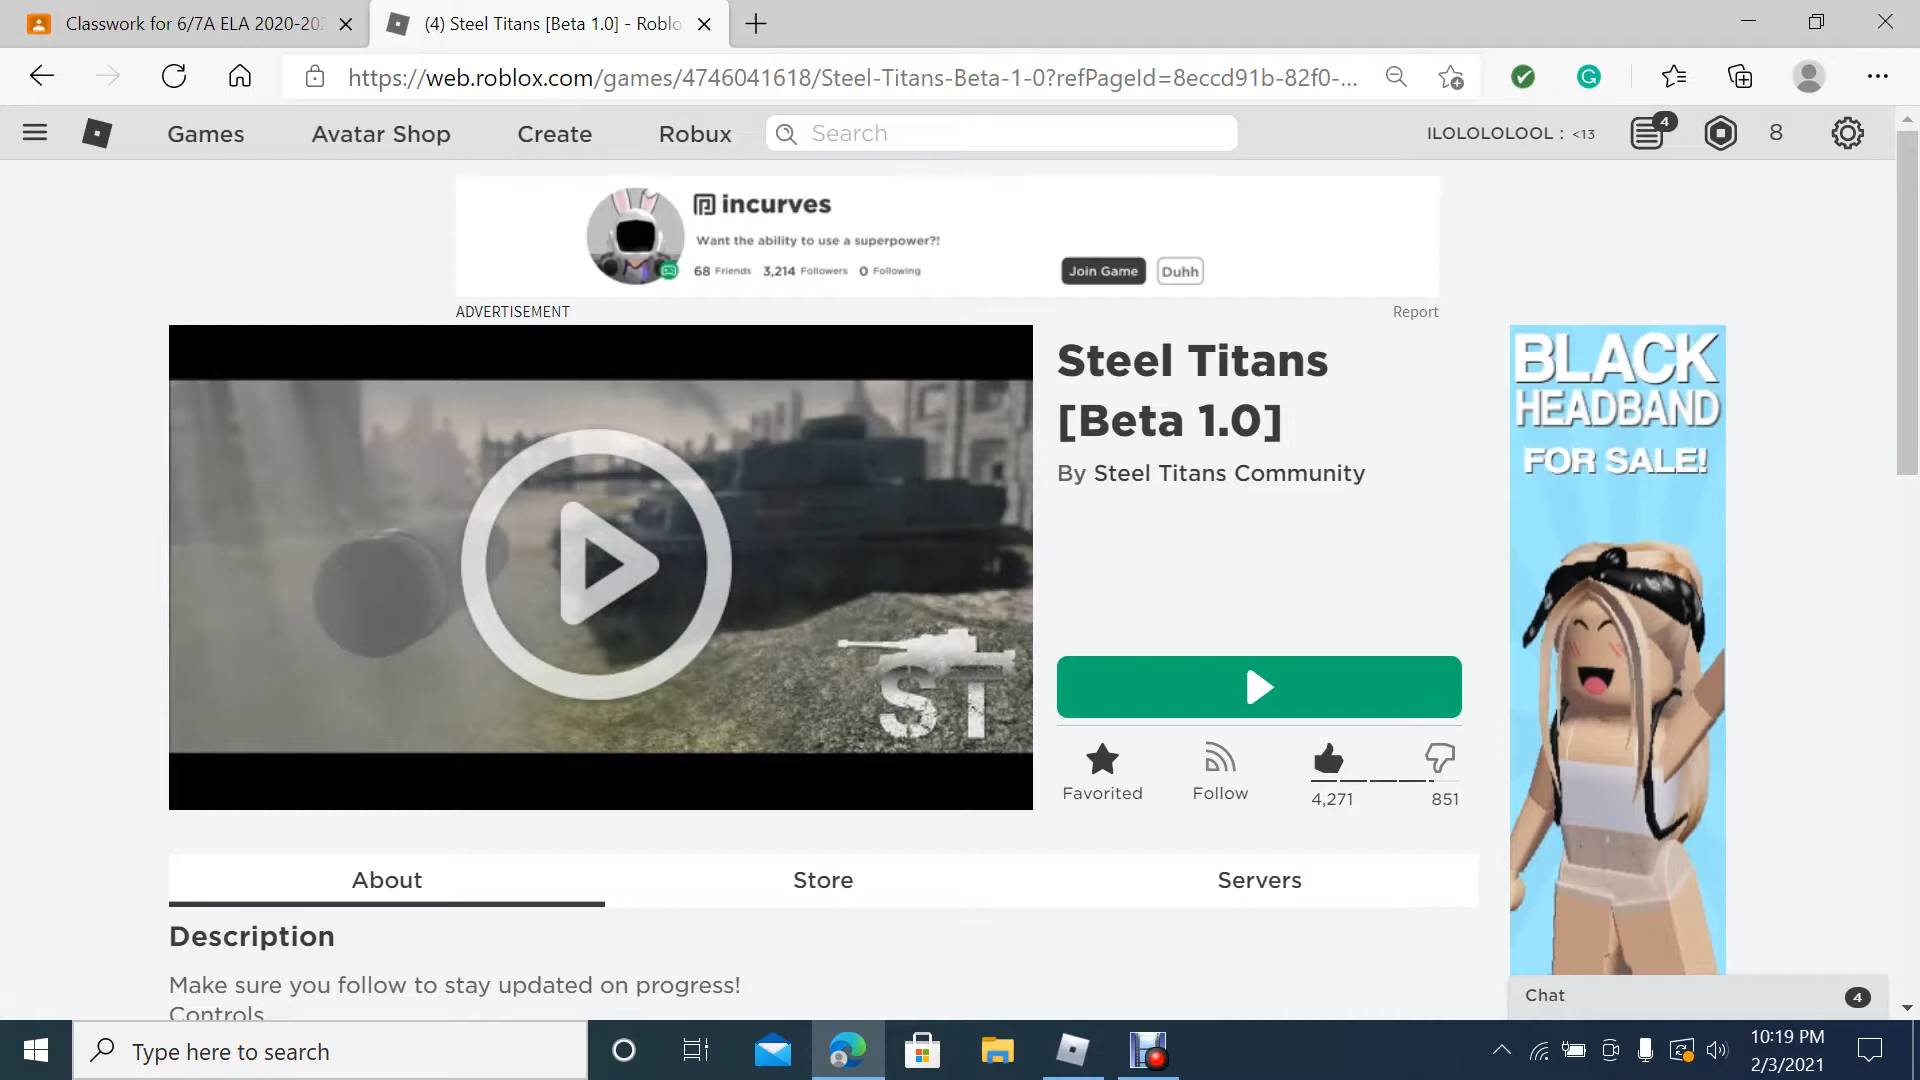 Classwork for 6/7A ELA 2020-202
(4) Steel Titans [Beta 1.0] - Roblo
https://web.roblox.com/games/4746041618/Steel-Titans-Beta-1-0?refPageId=8eccd91b-82f0-...
Games
Avatar Shop
Create
Robux
Search
ILOLOLOLOOL : <13
4
8
incurves
Want the ability to use a superpower?!
68 Friends 3,214 Followers 0 Following
Join Game
Duhh
ADVERTISEMENT
Report
Steel Titans
[Beta 1.0]
By Steel Titans Community
ST
Favorited
Follow
4,271
851
BLACK
HEADBAND
FOR SALE!
About
Store
Servers
Description
Make sure you follow to stay updated on progress!
Controls
Chat
4
Type here to search
10:19 PM
2/3/2021